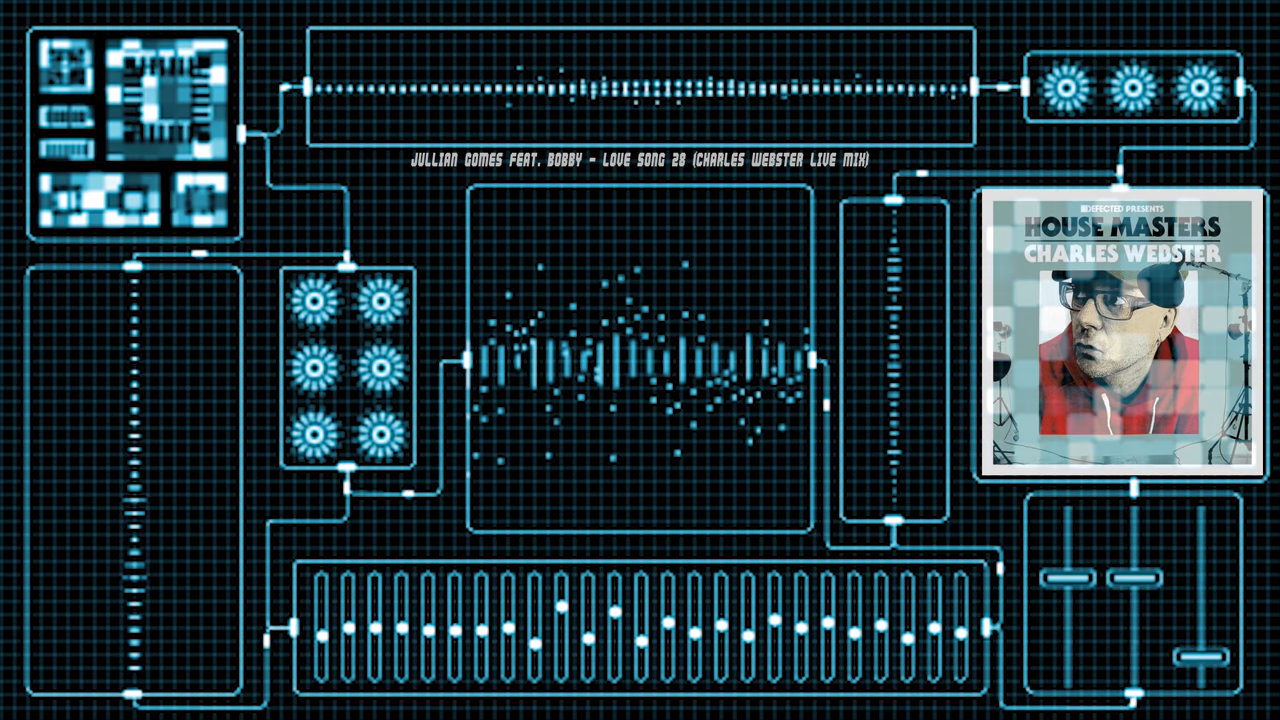 JULLIAN GOMES FEAT. BOBBY - LOVE SONG 28 (CHARLES WEBSTER LIVE MIX)
DEFECTED PRESENTS
HOUSE MASTERS
CHARLES WEBSTER